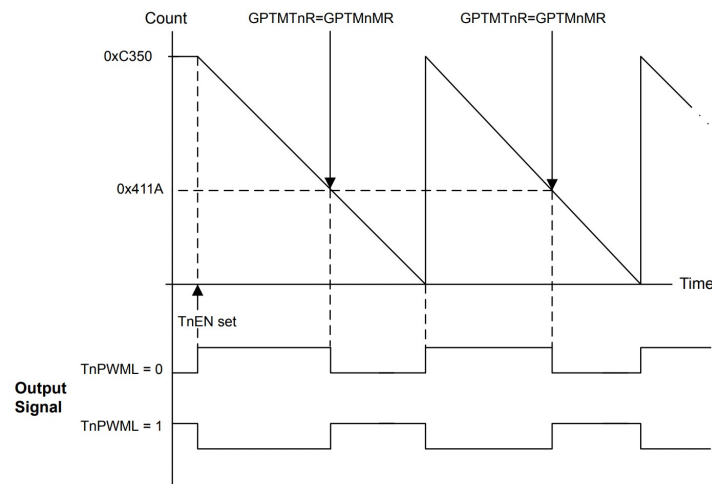 Count
GPTMTnR=GPTMnMR
GPTMTnR=GPTMnMR
0xC350
0x411A
Time
TnEN set
TnPWML = 0
Output
Signal
TnPWML = 1